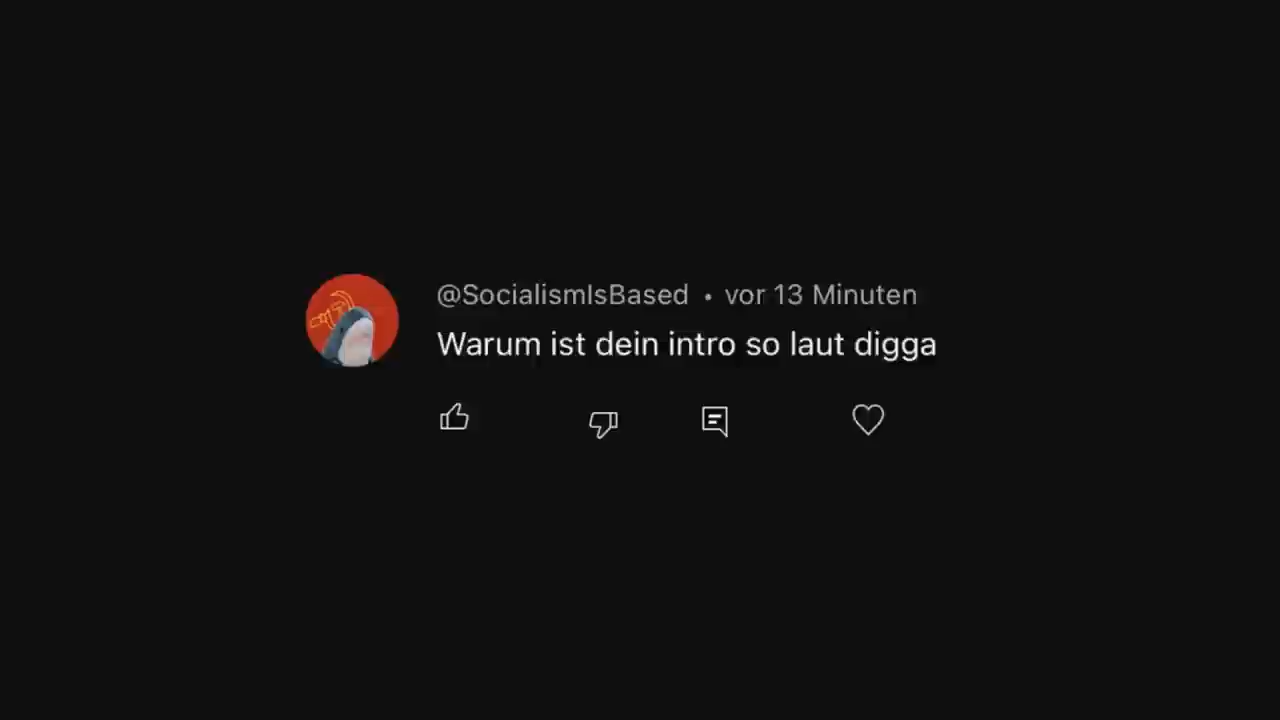 @SocialismIsBased • vor 13 Minuten
Warum ist dein intro so laut digga